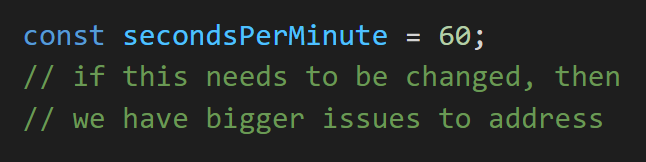 const secondsPerMinute = 60;
// if this needs to be changed, then
// we have bigger issues to address